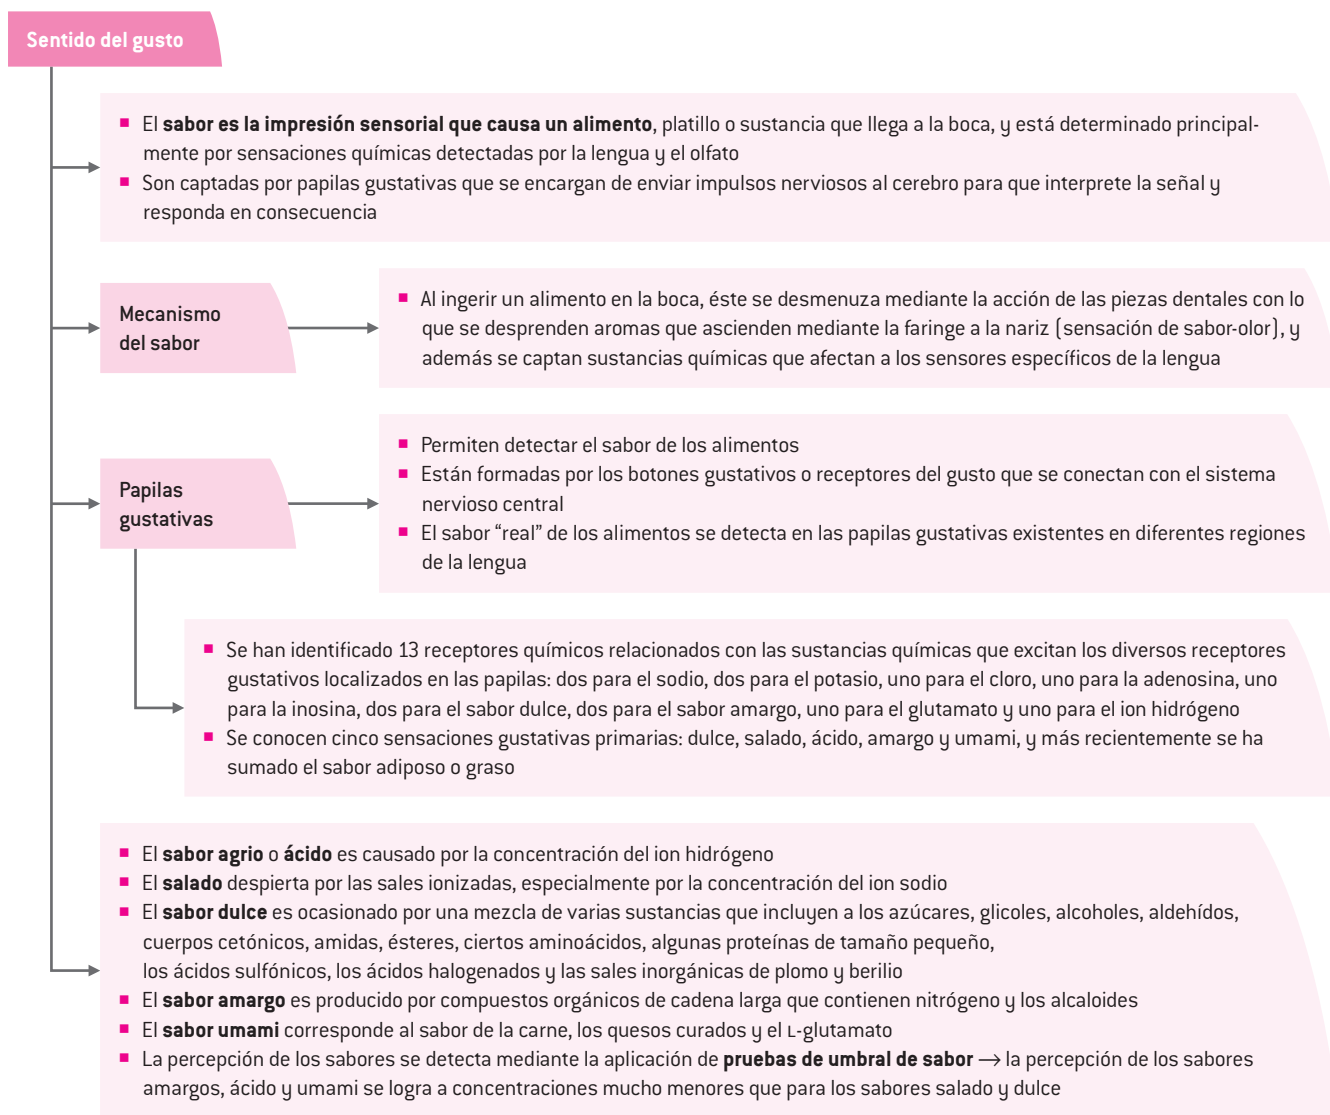 Sentido del gusto
■ El sabor es la impresión sensorial que causa un alimento, platillo o sustancia que llega a la boca, y está determinado principal-
mente por sensaciones químicas detectadas por la lengua y el olfato
■ Son captadas por papilas gustativas que se encargan de enviar impulsos nerviosos al cerebro para que interprete la señal y
responda en consecuencia
Mecanismo
del sabor
■ Al ingerir un alimento en la boca, éste se desmenuza mediante la acción de las piezas dentales con lo
que se desprenden aromas que ascienden mediante la faringe a la nariz (sensación de sabor-olor), y
además se captan sustancias químicas que afectan a los sensores específicos de la lengua
Papilas
gustativas
■ Permiten detectar el sabor de los alimentos
■ Están formadas por los botones gustativos o receptores del gusto que se conectan con el sistema
nervioso central
■ El sabor “real” de los alimentos se detecta en las papilas gustativas existentes en diferentes regiones
de la lengua
■ Se han identificado 13 receptores químicos relacionados con las sustancias químicas que excitan los diversos receptores
gustativos localizados en las papilas: dos para el sodio, dos para el potasio, uno para el cloro, uno para la adenosina, uno
para la inosina, dos para el sabor dulce, dos para el sabor amargo, uno para el glutamato y uno para el ion hidrógeno
■ Se conocen cinco sensaciones gustativas primarias: dulce, salado, ácido, amargo y umami, y más recientemente se ha
sumado el sabor adiposo o graso
■ El sabor agrio o ácido es causado por la concentración del ion hidrógeno
■ El salado despierta por las sales ionizadas, especialmente por la concentración del ion sodio
■ El sabor dulce es ocasionado por una mezcla de varias sustancias que incluyen a los azúcares, glicoles, alcoholes, aldehídos,
cuerpos cetónicos, amidas, ésteres, ciertos aminoácidos, algunas proteínas de tamaño pequeño,
los ácidos sulfónicos, los ácidos halogenados y las sales inorgánicas de plomo y berilio
■ El sabor amargo es producido por compuestos orgánicos de cadena larga que contienen nitrógeno y los alcaloides
■ El sabor umami corresponde al sabor de la carne, los quesos curados y el L-glutamato
■ La percepción de los sabores se detecta mediante la aplicación de pruebas de umbral de sabor → la percepción de los sabores
amargos, ácido y umami se logra a concentraciones mucho menores que para los sabores salado y dulce